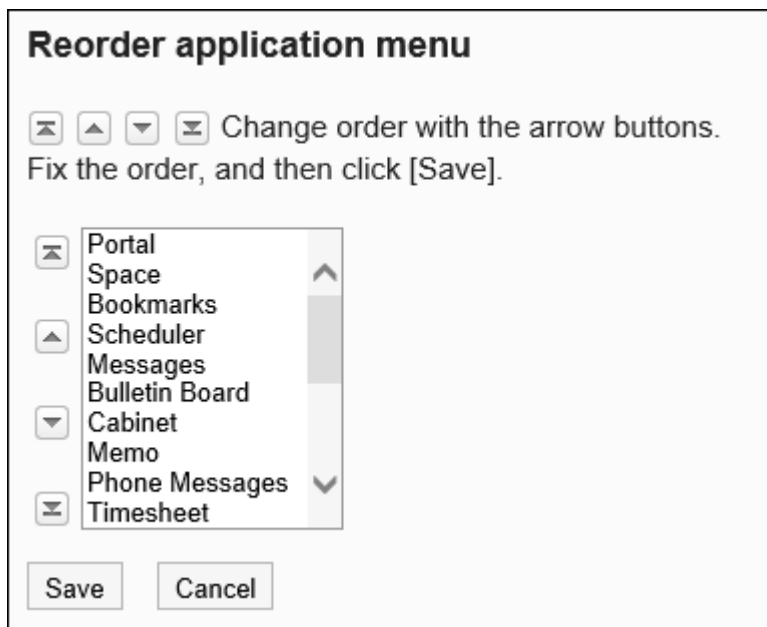 Reorder application menu
Change order with the arrow buttons.
Fix the order, and then click [Save].
Portal
Space
Bookmarks
Scheduler
Messages
Bulletin Board
Cabinet
Memo
Phone Messages
Timesheet
Save Cancel